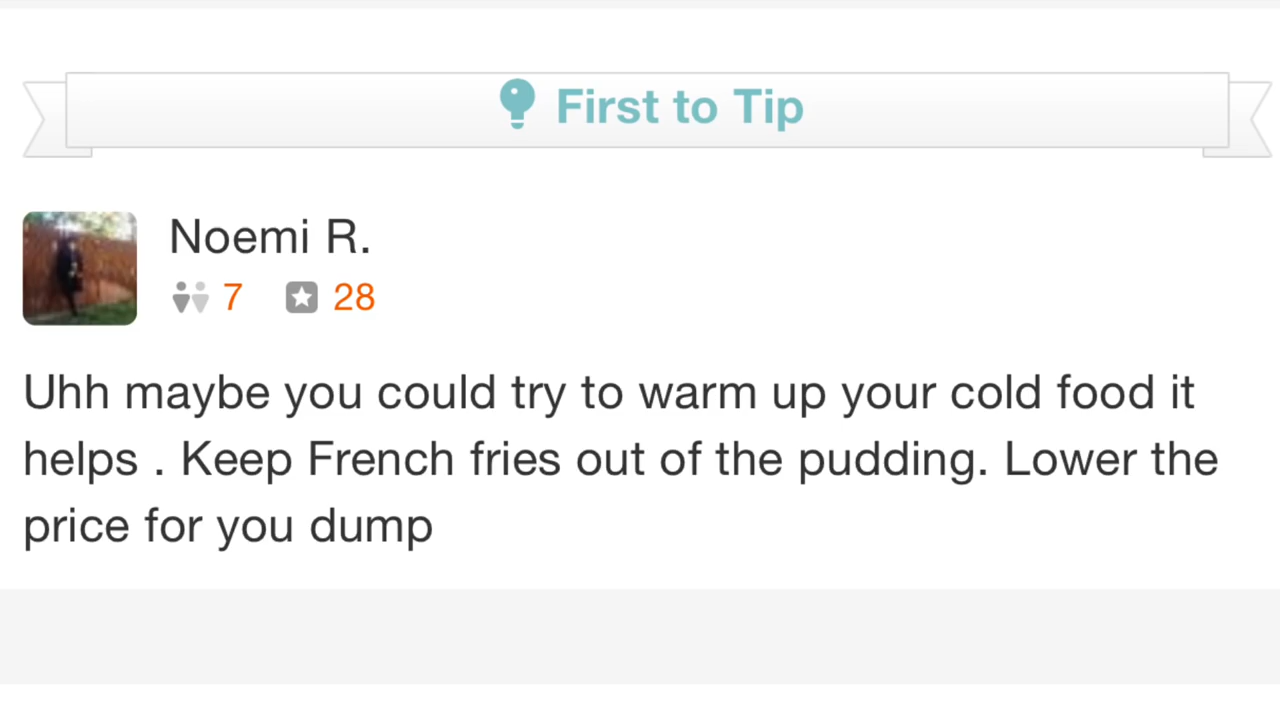 First to Tip
Noemi R.
7 28
Uhh maybe you could try to warm up your cold food it
helps . Keep French fries out of the pudding. Lower the
price for you dump